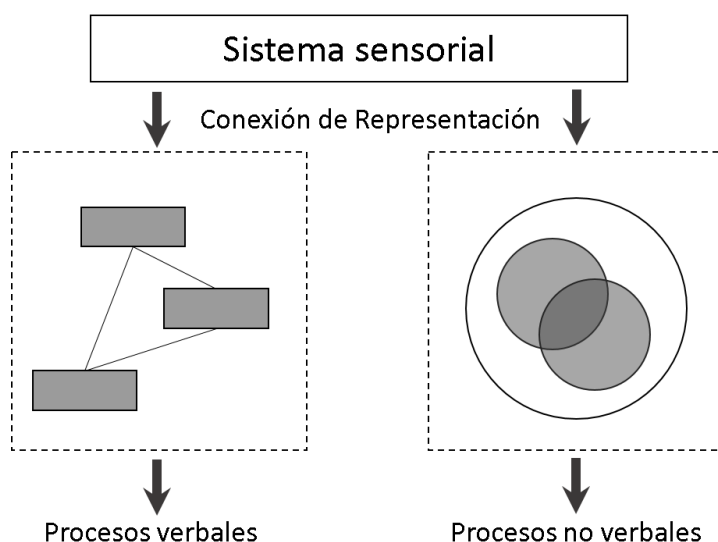 Sistema sensorial
Conexión de Representación
Procesos verbales
Procesos no verbales